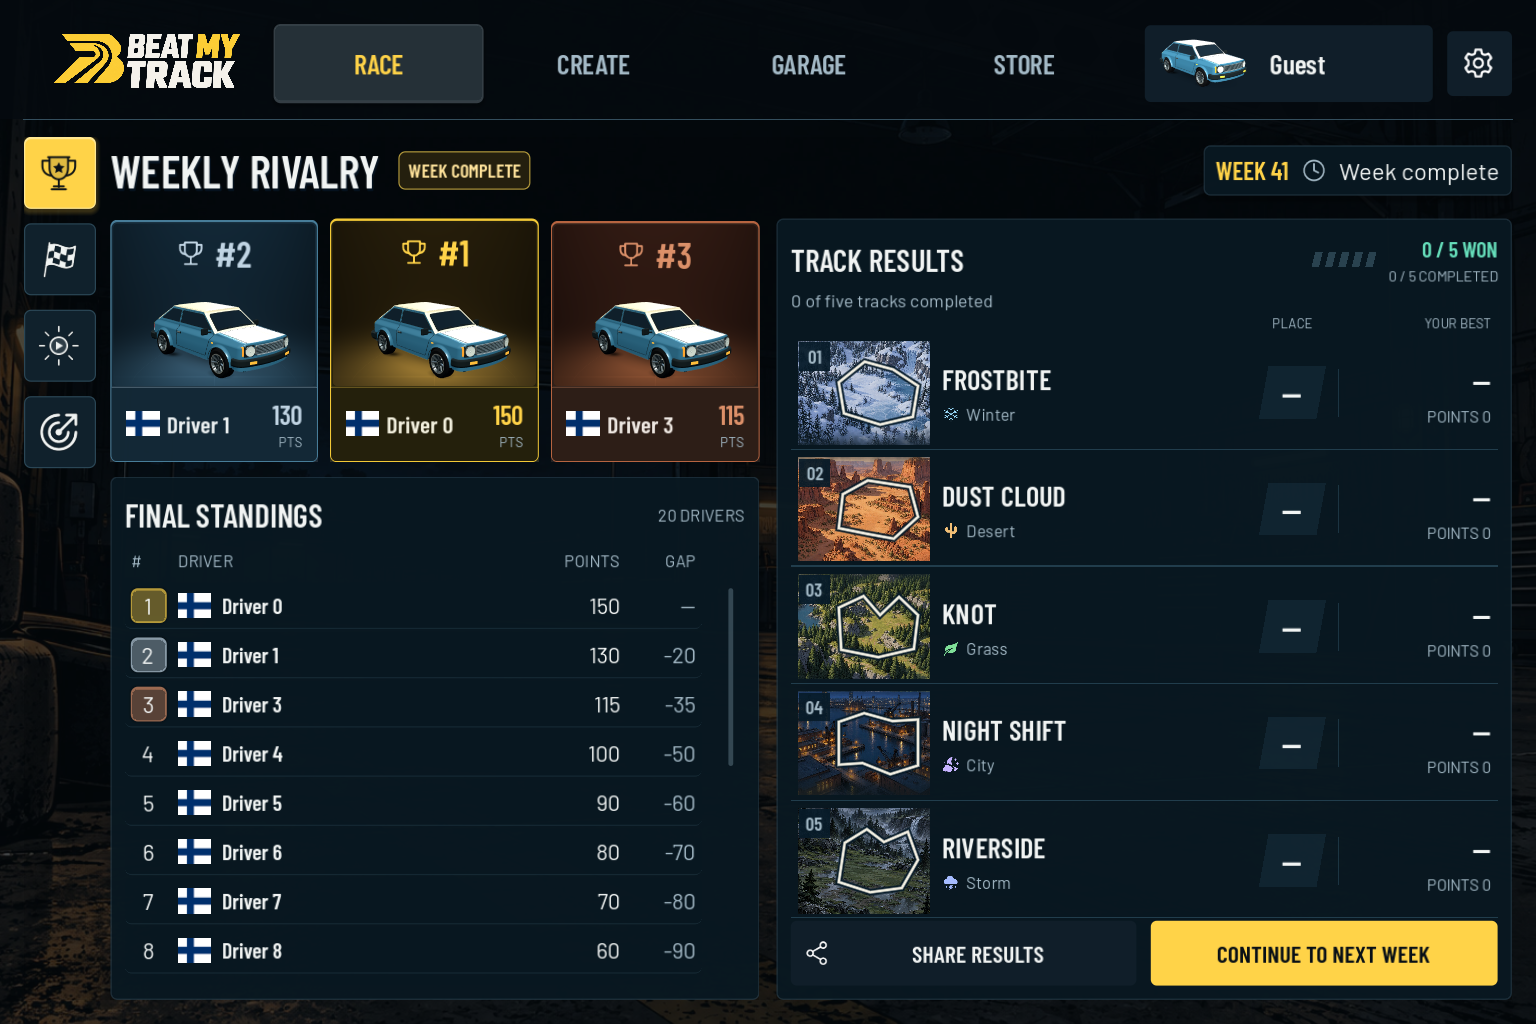 BEAT MY
TRACK
RACE
CREATE
GARAGE
STORE
Guest
WEEKLY RIVALRY
WEEK COMPLETE
WEEK 41
Week complete
#2
Driver 1
130
PTS
#1
Driver 0
150
PTS
#3
Driver 3
115
PTS
FINAL STANDINGS
20 DRIVERS
# DRIVER POINTS GAP
1 Driver 0 150 —
2 Driver 1 130 -20
3 Driver 3 115 -35
4 Driver 4 100 -50
5 Driver 5 90 -60
6 Driver 6 80 -70
7 Driver 7 70 -80
8 Driver 8 60 -90
TRACK RESULTS
0 / 5 WON
0 / 5 COMPLETED
0 of five tracks completed
PLACE YOUR BEST
01
FROSTBITE
Winter
—
—
POINTS 0
02
DUST CLOUD
Desert
—
—
POINTS 0
03
KNOT
Grass
—
—
POINTS 0
04
NIGHT SHIFT
City
—
—
POINTS 0
05
RIVERSIDE
Storm
—
—
POINTS 0
SHARE RESULTS
CONTINUE TO NEXT WEEK